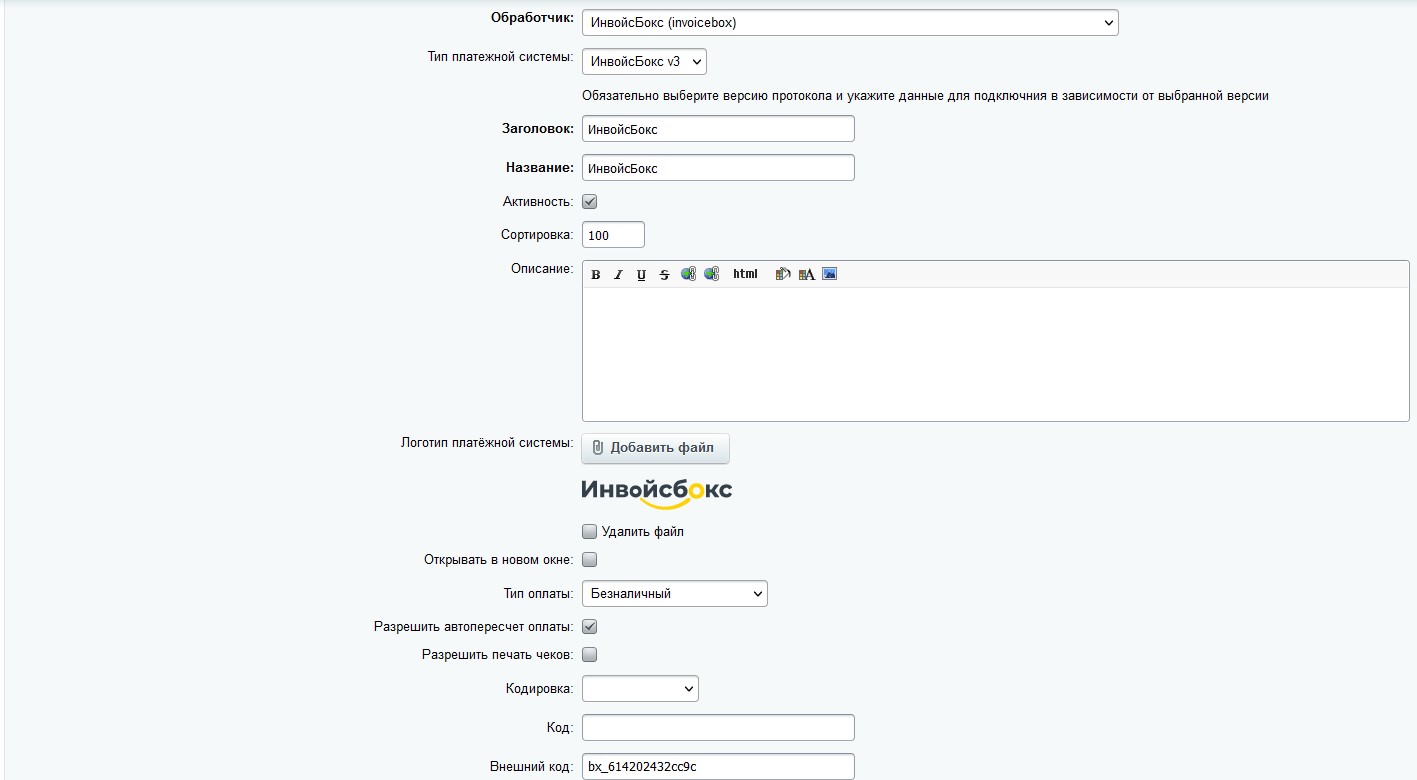 Обработчик: ИнвойсБокс (invoicebox)
Тип платежной системы: ИнвойсБокс v3
Обязательно выберите версию протокола и укажите данные для подключния в зависимости от выбранной версии
Заголовок: ИнвойсБокс
Название: ИнвойсБокс
Активность:
Сортировка: 100
Описание: B I U S html A
Логотип платёжной системы: Добавить файл
Инвойсбокс
Удалить файл
Открывать в новом окне:
Тип оплаты: Безналичный
Разрешить автопересчет оплаты:
Разрешить печать чеков:
Кодировка:
Код:
Внешний код: bx_614202432cc9c